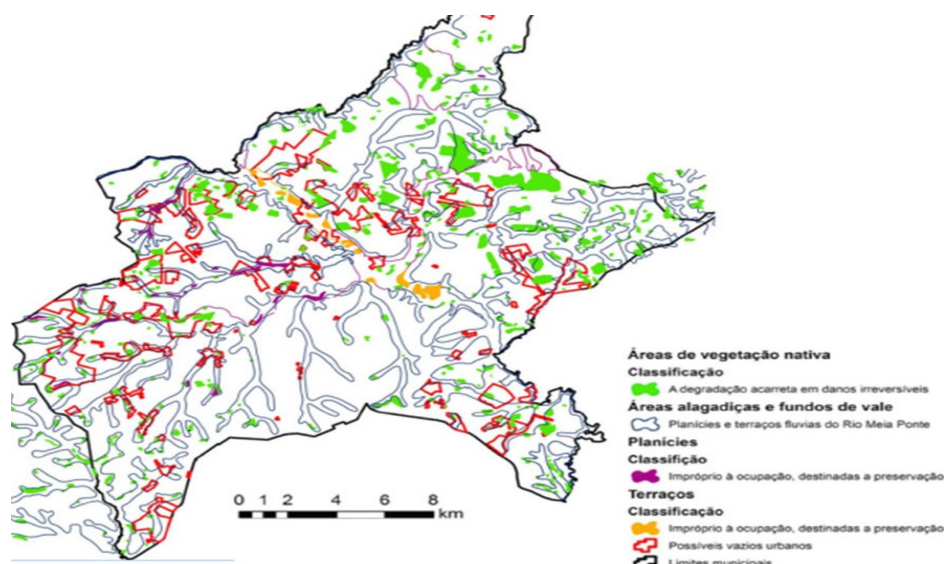 Áreas de vegetação nativa
Classificação
A degradação acarreta em danos irreversíveis
Áreas alagadiças e fundos de vale
Planícies e terraços fluvias do Rio Meia Ponte
Planícies
Classifição
Impróprio à ocupação, destinadas a preservação
Terraços
Classificação
Impróprio à ocupação, destinadas a preservação
Possíveis vazios urbanos
Limites municipais
0 1 2 4 6 8
km